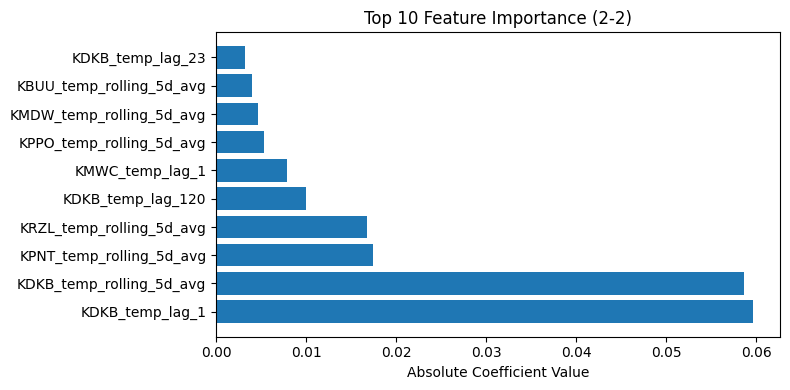 Top 10 Feature Importance (2-2)
KDKB_temp_lag_23
KBUU_temp_rolling_5d_avg
KMDW_temp_rolling_5d_avg
KPPO_temp_rolling_5d_avg
KMWC_temp_lag_1
KDKB_temp_lag_120
KRZL_temp_rolling_5d_avg
KPNT_temp_rolling_5d_avg
KDKB_temp_rolling_5d_avg
KDKB_temp_lag_1
0.00 0.01 0.02 0.03 0.04 0.05 0.06
Absolute Coefficient Value